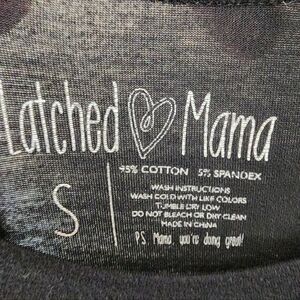 Latched Mama
S
95% COTTON 5% SPANDEX
WASH INSTRUCTIONS
WASH COLD WITH LIKE COLORS
TUMBLE DRY LOW
DO NOT BLEACH OR DRY CLEAN
MADE IN CHINA
PS Mama, you're doing great!